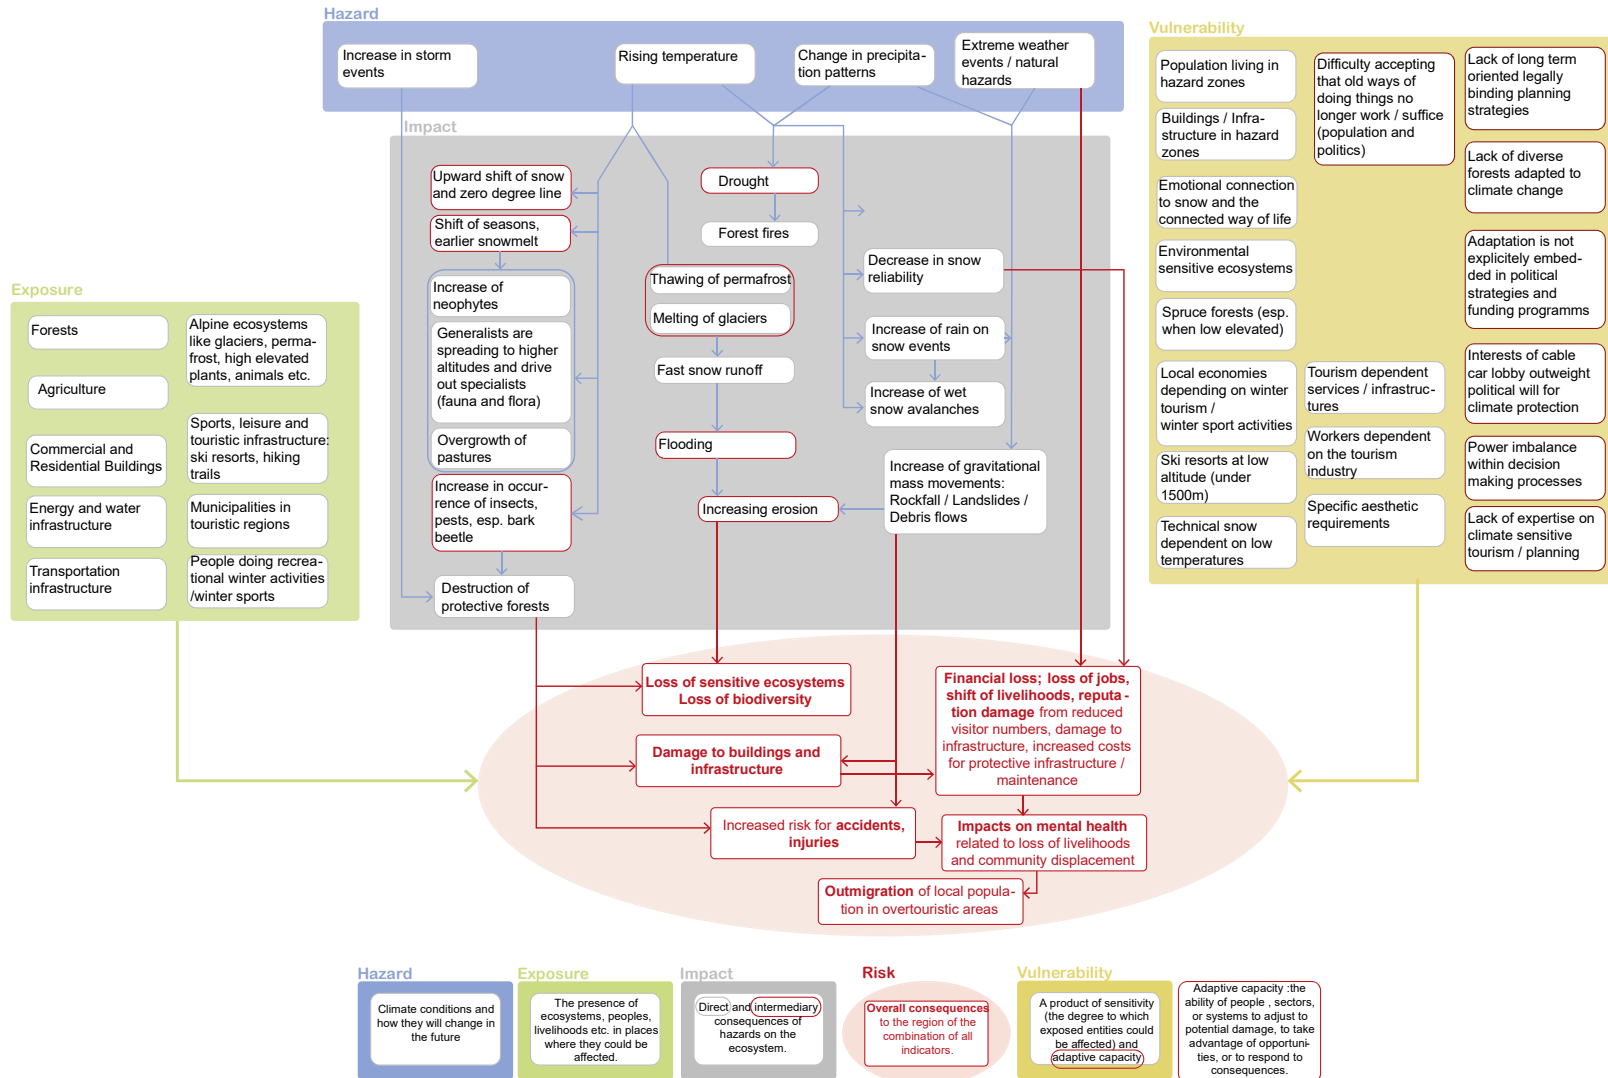 Hazard
Increase in storm
events
Rising temperature
Change in precipita-
tion patterns
Extreme weather
events / natural
hazards
Vulnerability
Population living in
hazard zones
Buildings / Infra-
structure in hazard
zones
Emotional connection
to snow and the
connected way of life
Environmental
sensitive ecosystems
Spruce forests (esp.
when low elevated)
Local economies
depending on winter
tourism /
winter sport activities
Ski resorts at low
altitude (under
1500m)
Technical snow
dependent on low
temperatures
Difficulty accepting
that old ways of
doing things no
longer work / suffice
(population and
politics)
Tourism dependent
services / infrastruc-
tures
Workers dependent
on the tourism
industry
Specific aesthetic
requirements
Lack of long term
oriented legally
binding planning
strategies
Lack of diverse
forests adapted to
climate change
Adaptation is not
explicitely embed-
ded in political
strategies and
funding programms
Interests of cable
car lobby outweight
political will for
climate protection
Power imbalance
within decision
making processes
Lack of expertise on
climate sensitive
tourism / planning
Impact
Upward shift of snow
and zero degree line
Shift of seasons,
earlier snowmelt
Increase of
neophytes
Generalists are
spreading to higher
altitudes and drive
out specialists
(fauna and flora)
Overgrowth of
pastures
Increase in occur-
rence of insects,
pests, esp. bark
beetle
Destruction of
protective forests
Drought
Forest fires
Thawing of permafrost
Melting of glaciers
Fast snow runoff
Flooding
Increasing erosion
Decrease in snow
reliability
Increase of rain on
snow events
Increase of wet
snow avalanches
Increase of gravitational
mass movements:
Rockfall / Landslides /
Debris flows
Exposure
Forests
Agriculture
Commercial and
Residential Buildings
Energy and water
infrastructure
Transportation
infrastructure
Alpine ecosystems
like glaciers, perma-
frost, high elevated
plants, animals etc.
Sports, leisure and
touristic infrastructure:
ski resorts, hiking
trails
Municipalities in
touristic regions
People doing recrea-
tional winter activities
/winter sports
Loss of sensitive ecosystems
Loss of biodiversity
Damage to buildings and
infrastructure
Increased risk for accidents,
injuries
Financial loss; loss of jobs,
shift of livelihoods, reputa-
tion damage from reduced
visitor numbers, damage to
infrastructure, increased costs
for protective infrastructure /
maintenance
Impacts on mental health
related to loss of livelihoods
and community displacement
Outmigration of local popula-
tion in overtouristic areas
Hazard
Climate conditions and
how they will change in
the future
Exposure
The presence of
ecosystems, peoples,
livelihoods etc. in places
where they could be
affected.
Impact
Direct and intermediary
consequences of
hazards on the
ecosystem.
Risk
Overall consequences
to the region of the
combination of all
indicators.
Vulnerability
A product of sensitivity
(the degree to which
exposed entities could
be affected) and
adaptive capacity
Adaptive capacity :the
ability of people , sectors,
or systems to adjust to
potential damage, to take
advantage of opportuni-
ties, or to respond to
consequences.